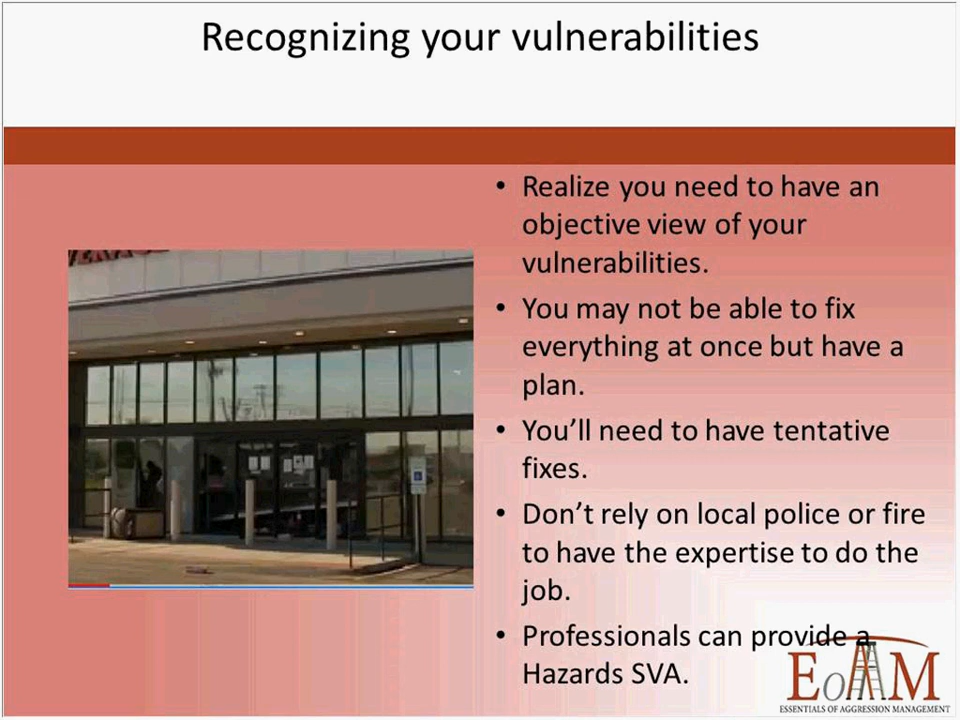 Recognizing your vulnerabilities
• Realize you need to have an
objective view of your
vulnerabilities.
• You may not be able to fix
everything at once but have a
plan.
• You’ll need to have tentative
fixes.
• Don’t rely on local police or fire
to have the expertise to do the
job.
• Professionals can provide a
Hazards SVA.
EoAM
ESSENTIALS OF AGGRESSION MANAGEMENT